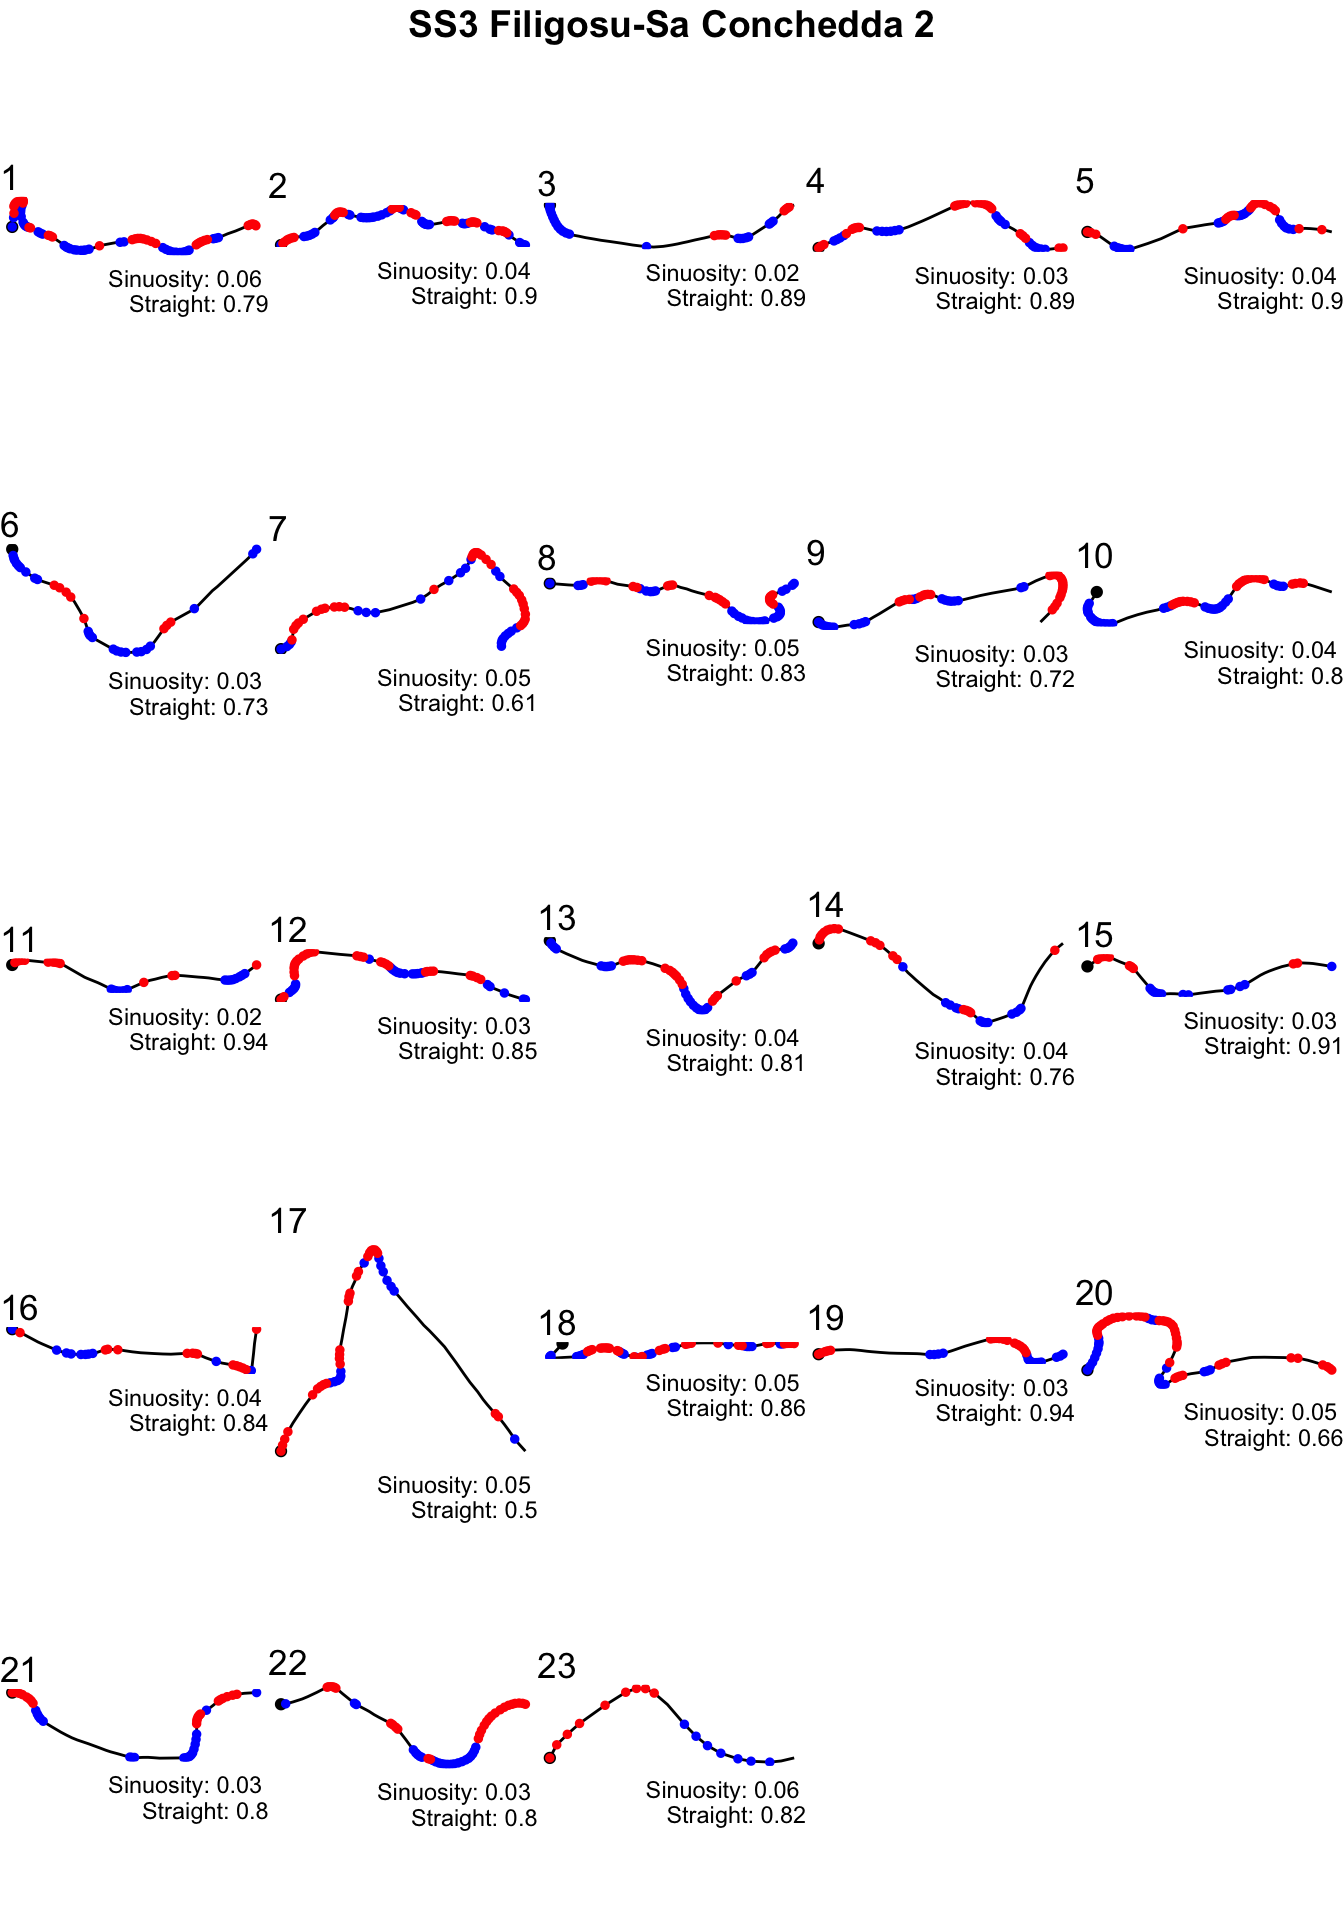 SS3 Filigosu-Sa Conchedda 2
1
Sinuosity: 0.06
Straight: 0.79
2
Sinuosity: 0.04
Straight: 0.9
3
Sinuosity: 0.02
Straight: 0.89
4
Sinuosity: 0.03
Straight: 0.89
5
Sinuosity: 0.04
Straight: 0.9
6
Sinuosity: 0.03
Straight: 0.73
7
Sinuosity: 0.05
Straight: 0.61
8
Sinuosity: 0.05
Straight: 0.83
9
Sinuosity: 0.03
Straight: 0.72
10
Sinuosity: 0.04
Straight: 0.8
11
Sinuosity: 0.02
Straight: 0.94
12
Sinuosity: 0.03
Straight: 0.85
13
Sinuosity: 0.04
Straight: 0.81
14
Sinuosity: 0.04
Straight: 0.76
15
Sinuosity: 0.03
Straight: 0.91
16
Sinuosity: 0.04
Straight: 0.84
17
Sinuosity: 0.05
Straight: 0.5
18
Sinuosity: 0.05
Straight: 0.86
19
Sinuosity: 0.03
Straight: 0.94
20
Sinuosity: 0.05
Straight: 0.66
21
Sinuosity: 0.03
Straight: 0.8
22
Sinuosity: 0.03
Straight: 0.8
23
Sinuosity: 0.06
Straight: 0.82